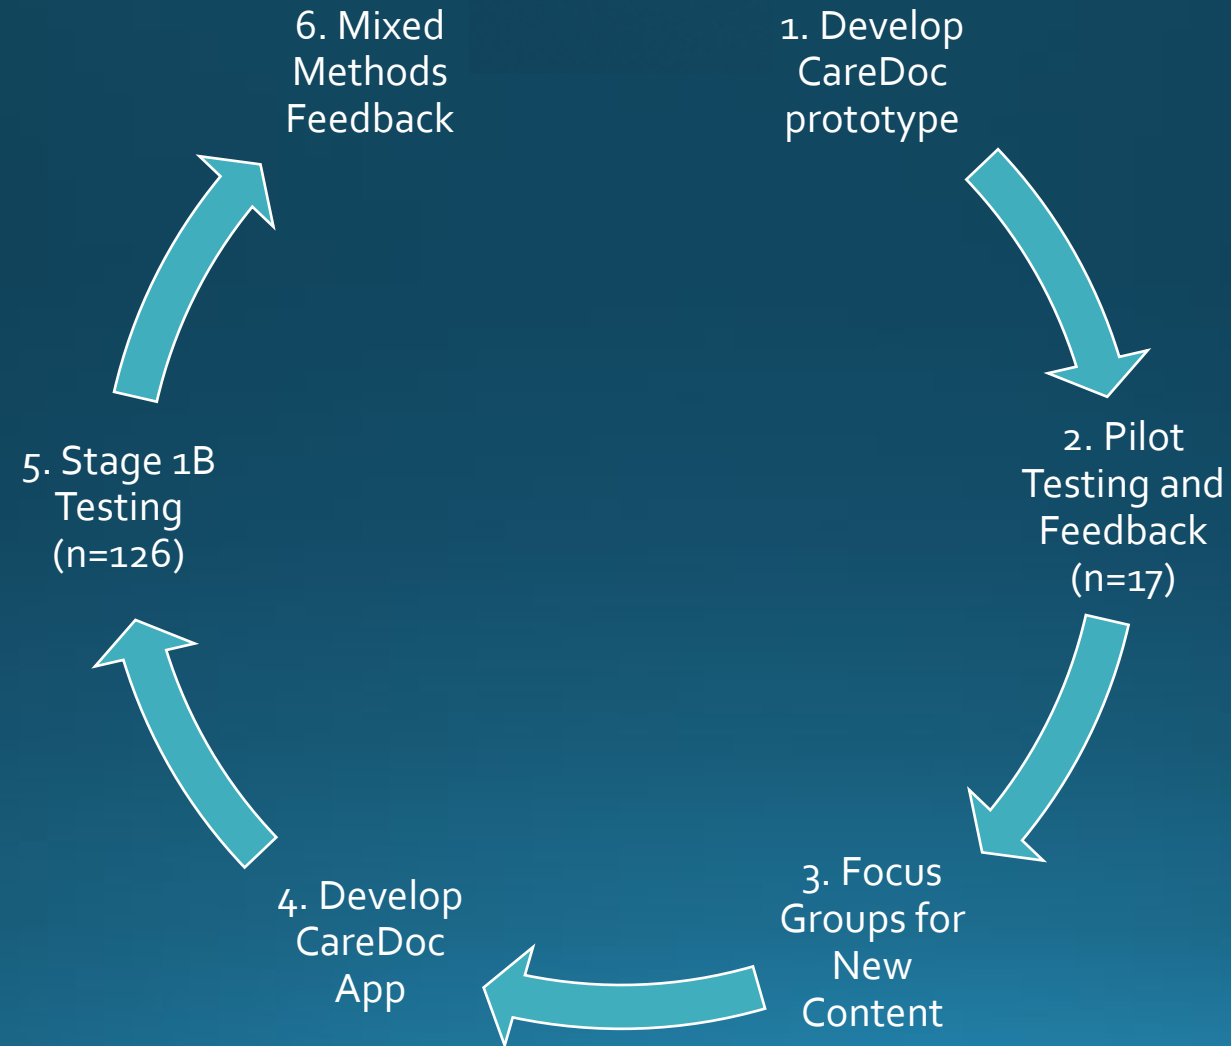 1. Develop
CareDoc
prototype
2. Pilot
Testing and
Feedback
(n=17)
3. Focus
Groups for
New
Content
4. Develop
CareDoc
App
5. Stage 1B
Testing
(n=126)
6. Mixed
Methods
Feedback